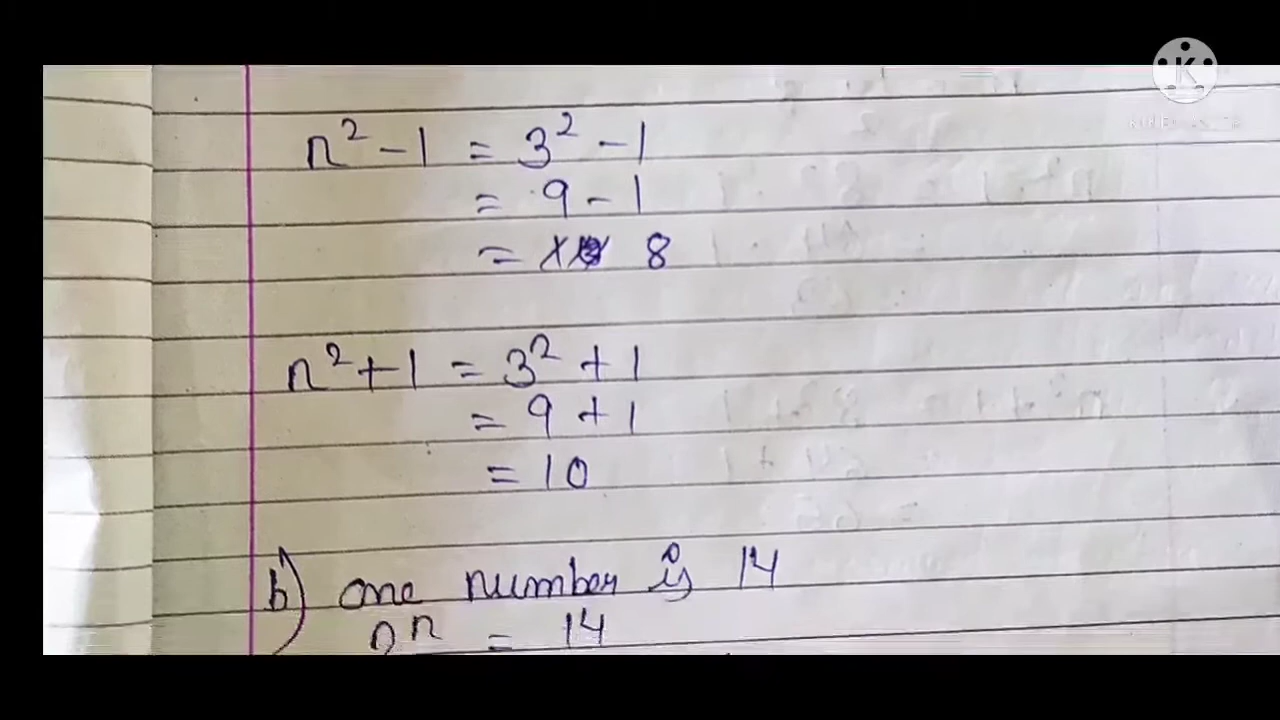 n² - 1 = 3² - 1
= 9 - 1
= 8
n² + 1 = 3² + 1
= 9 + 1
= 10
b) one number is 14
2n = 14